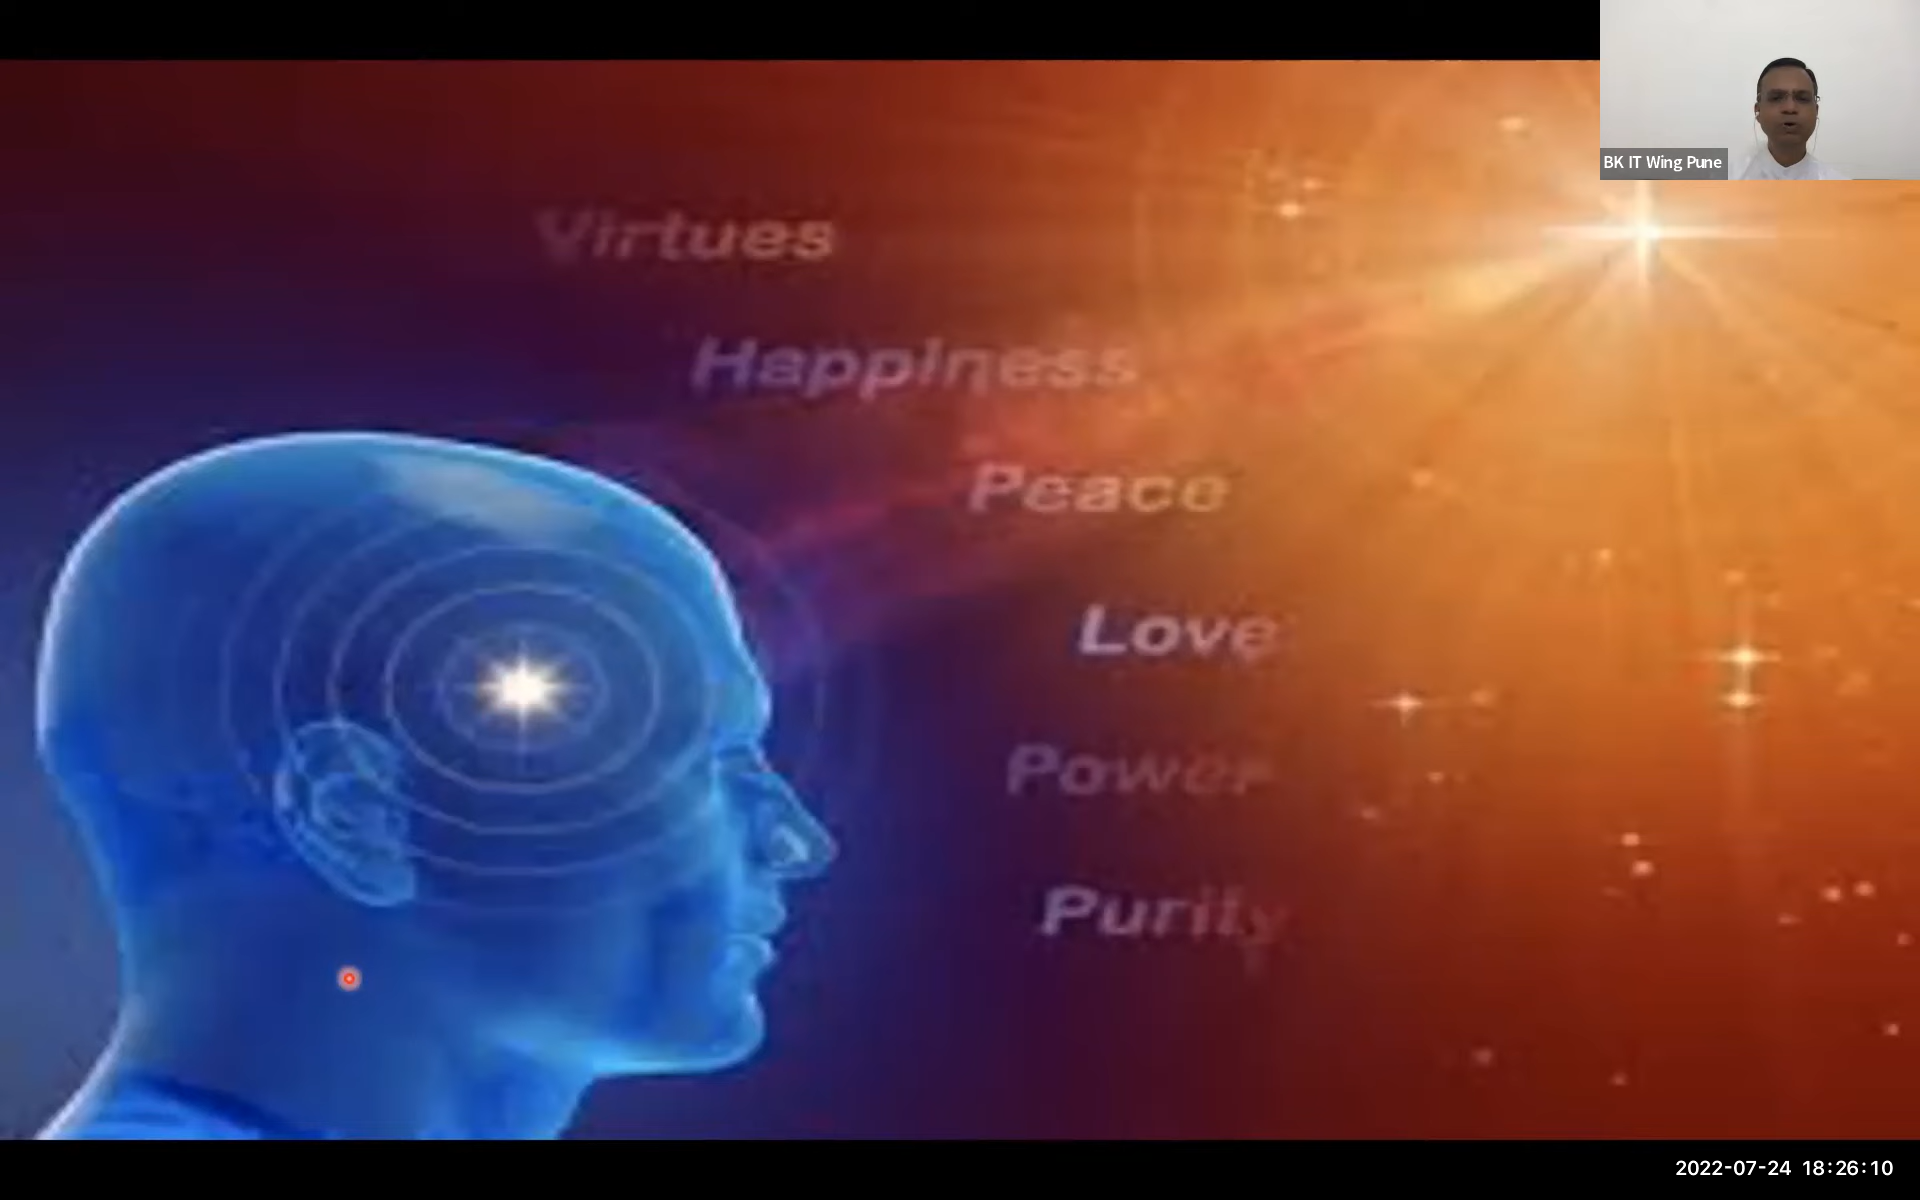 BK IT Wing Pune
Virtues
Happiness
Peace
Love
Power
Purity
2022-07-24 18:26:10